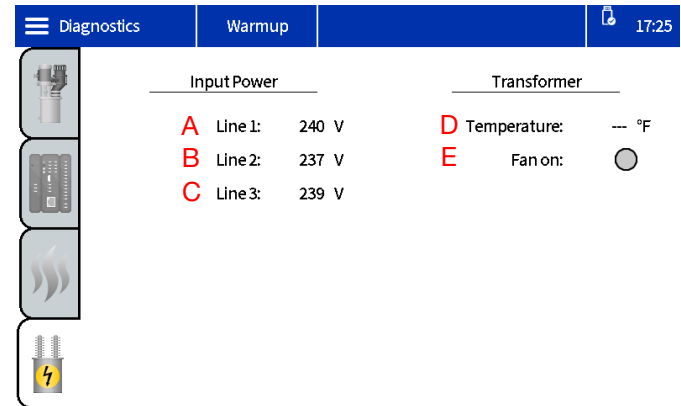 Diagnostics Warmup 17:25
Input Power Transformer
A Line 1: 240 V D Temperature: --- °F
B Line 2: 237 V E Fan on:
C Line 3: 239 V